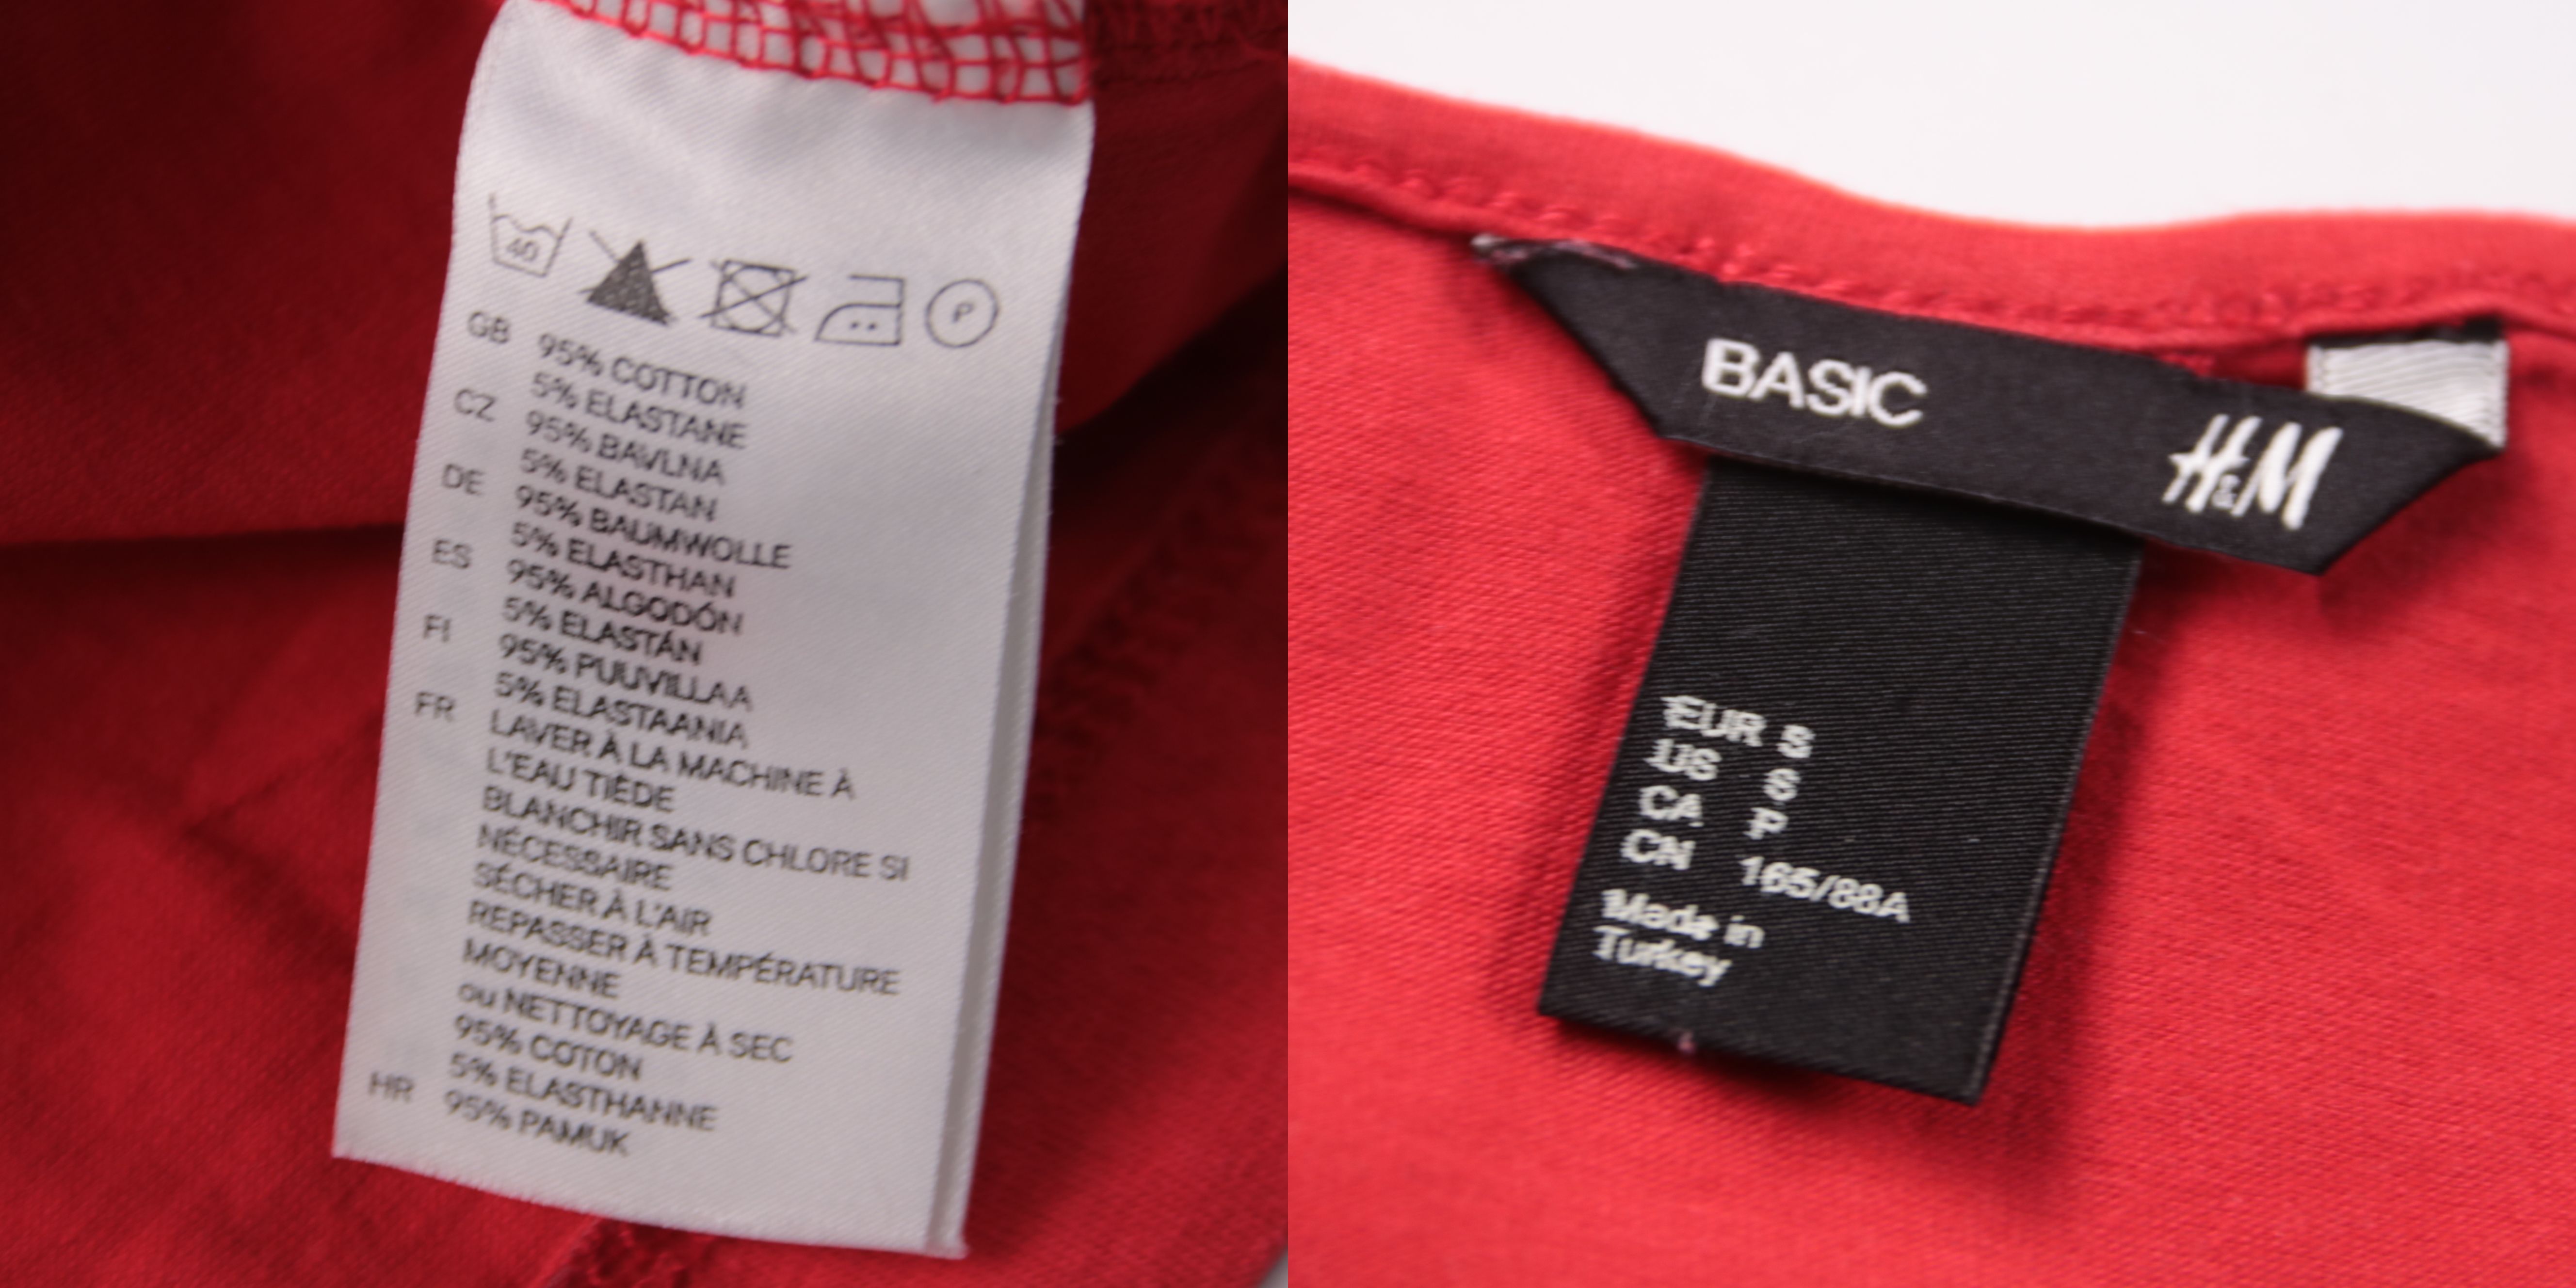 40
P
GB 95% COTTON
5% ELASTANE
CZ 95% BAVLNA
5% ELASTAN
DE 95% BAUMWOLLE
5% ELASTHAN
ES 95% ALGODÓN
5% ELASTÁN
FI 95% PUUVILLAA
5% ELASTAANIA
FR LAVER À LA MACHINE À
L'EAU TIÈDE
BLANCHIR SANS CHLORE SI
NÉCESSAIRE
SÉCHER À L'AIR
REPASSER À TEMPÉRATURE
MOYENNE
ou NETTOYAGE À SEC
95% COTON
5% ELASTHANNE
HR 95% PAMUK
BASIC
H&M
EUR S
US S
CA P
CN 165/88A
Made in
Turkey